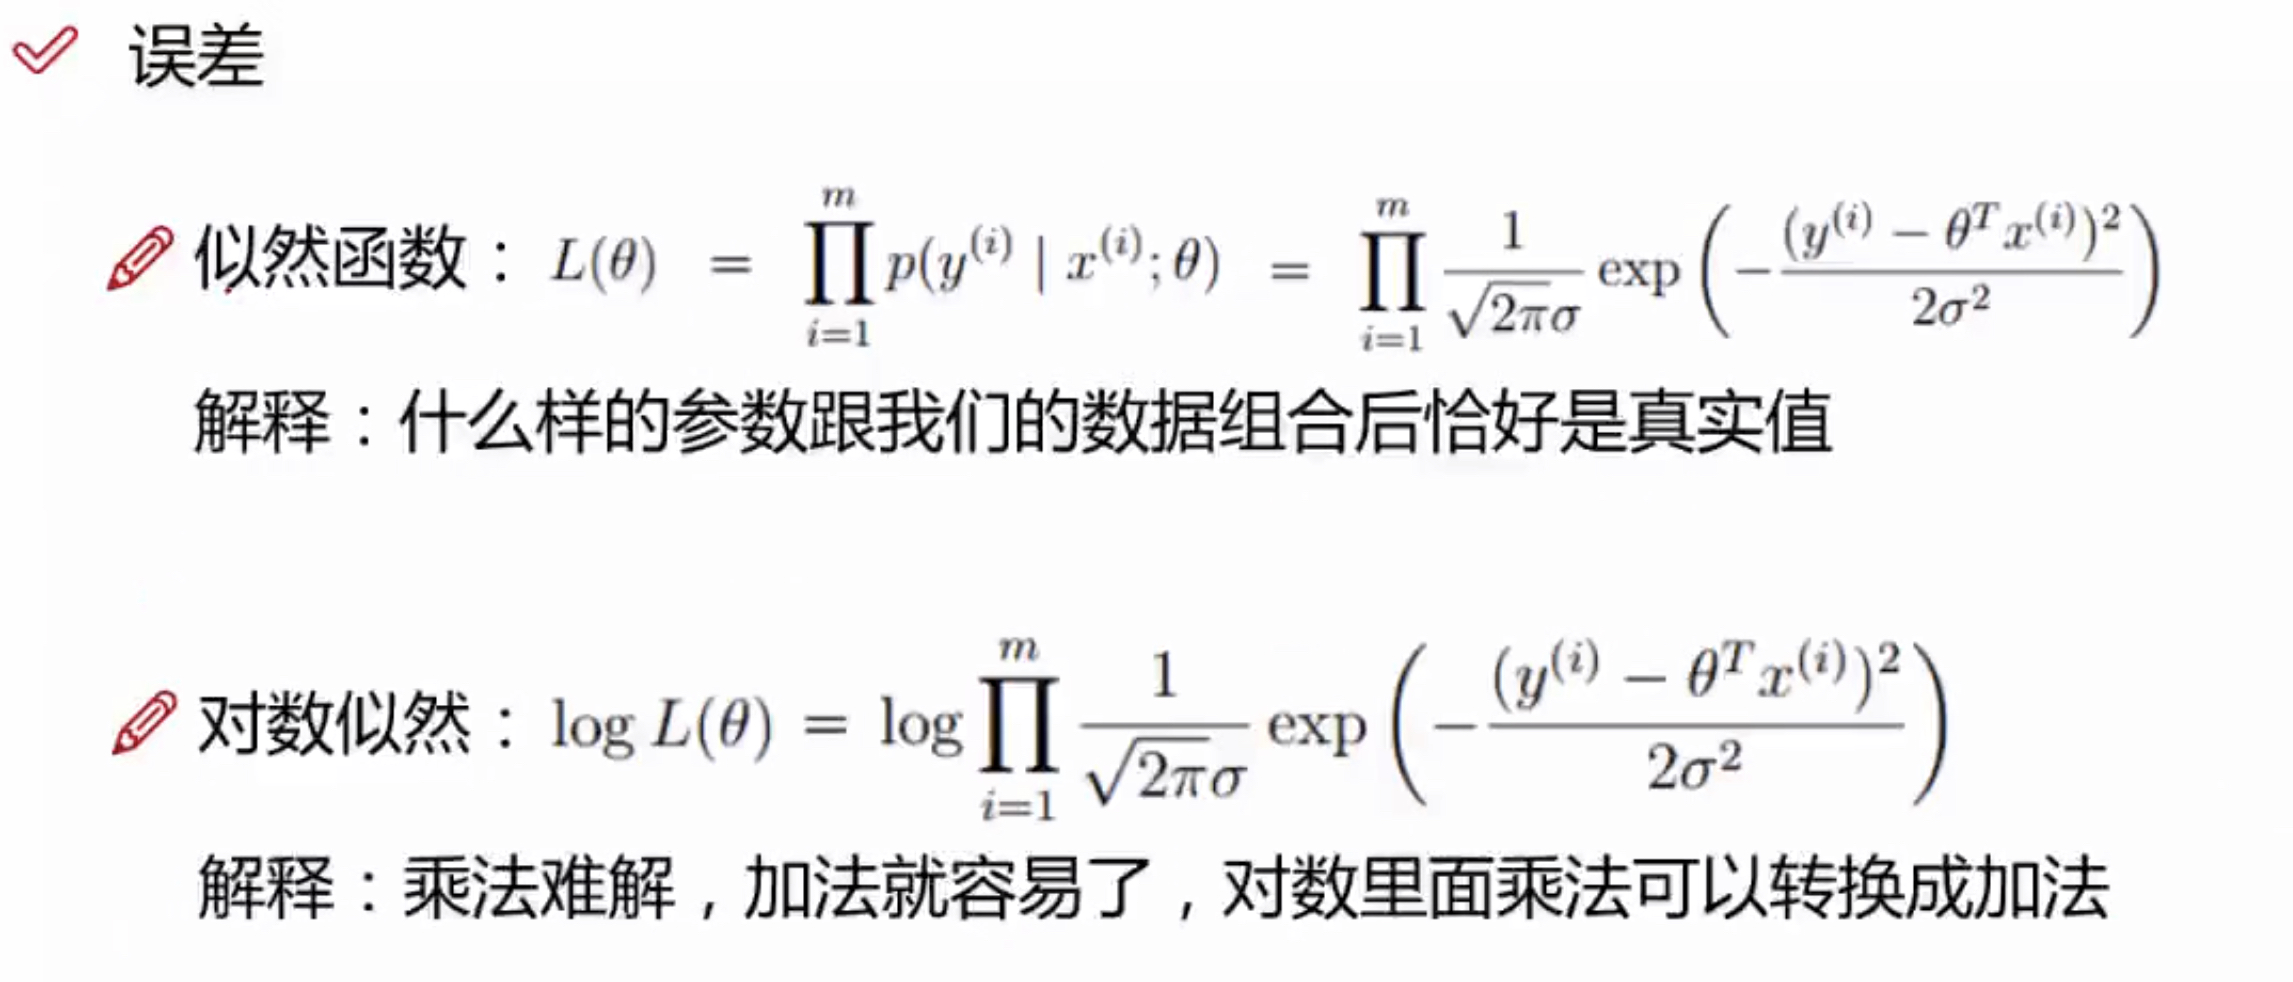 误差
似然函数：$L(\theta) = \prod_{i=1}^{m} p(y^{(i)} \mid x^{(i)}; \theta) = \prod_{i=1}^{m} \frac{1}{\sqrt{2\pi}\sigma} \exp\left(-\frac{(y^{(i)} - \theta^T x^{(i)})^2}{2\sigma^2}\right)$
解释：什么样的参数跟我们的数据组合后恰好是真实值
对数似然：$\log L(\theta) = \log \prod_{i=1}^{m} \frac{1}{\sqrt{2\pi}\sigma} \exp\left(-\frac{(y^{(i)} - \theta^T x^{(i)})^2}{2\sigma^2}\right)$
解释：乘法难解，加法就容易了，对数里面乘法可以转换成加法